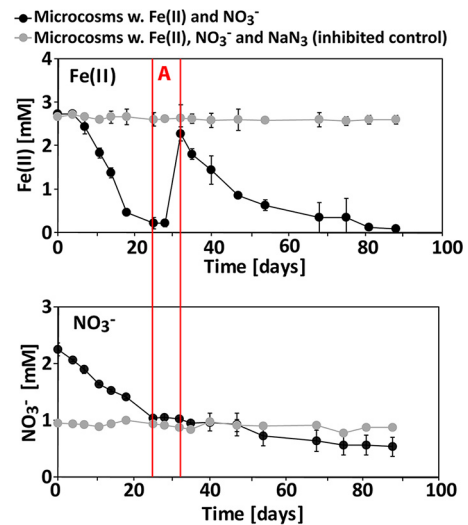 Microcosms w. Fe(II) and NO₃⁻
Microcosms w. Fe(II), NO₃⁻ and NaN₃ (inhibited control)
4
3
2
1
0
Fe(II) [mM]
Fe(II)
A
0 20 40 60 80 100
Time [days]
3
2
1
0
NO₃⁻ [mM]
NO₃⁻
0 20 40 60 80 100
Time [days]